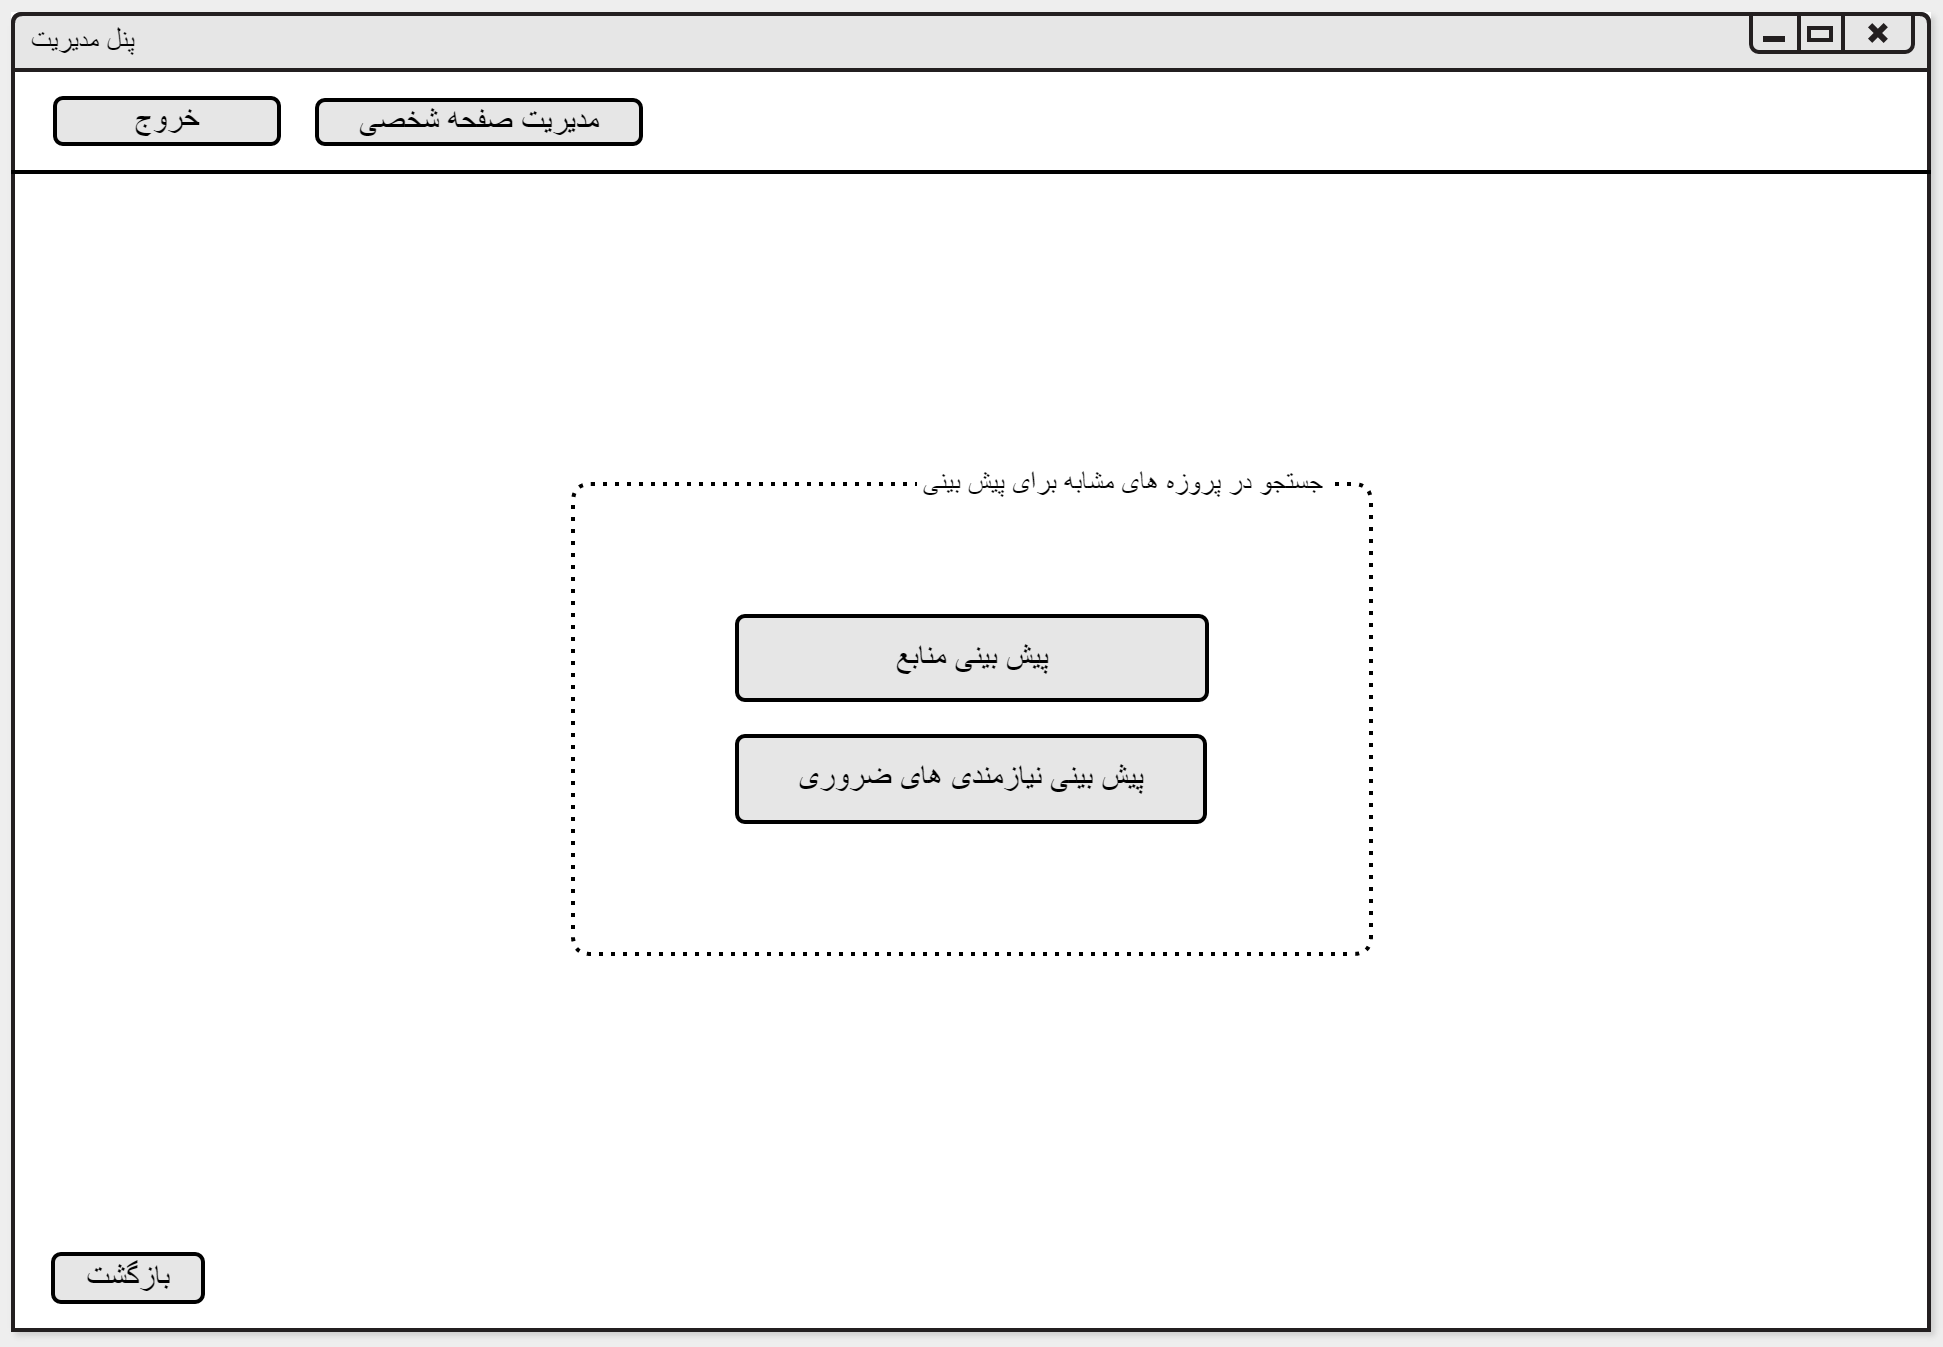 پنل مدیریت
مدیریت صفحه شخصی
خروج
جستجو در پروزه های مشابه برای پیش بینی
پیش بینی منابع
پیش بینی نیازمندی های ضروری
بازگشت